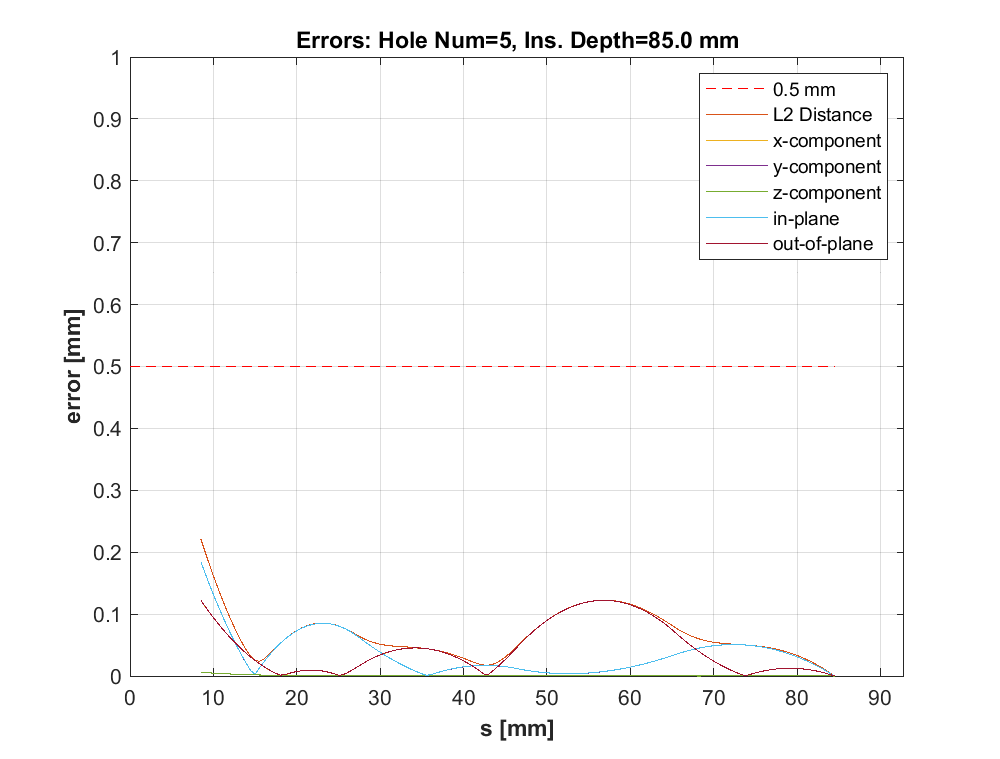 Errors: Hole Num=5, Ins. Depth=85.0 mm
1
0.9
0.8
0.7
0.6
0.5
0.4
0.3
0.2
0.1
0
error [mm]
0.5 mm
L2 Distance
x-component
y-component
z-component
in-plane
out-of-plane
0 10 20 30 40 50 60 70 80 90
s [mm]